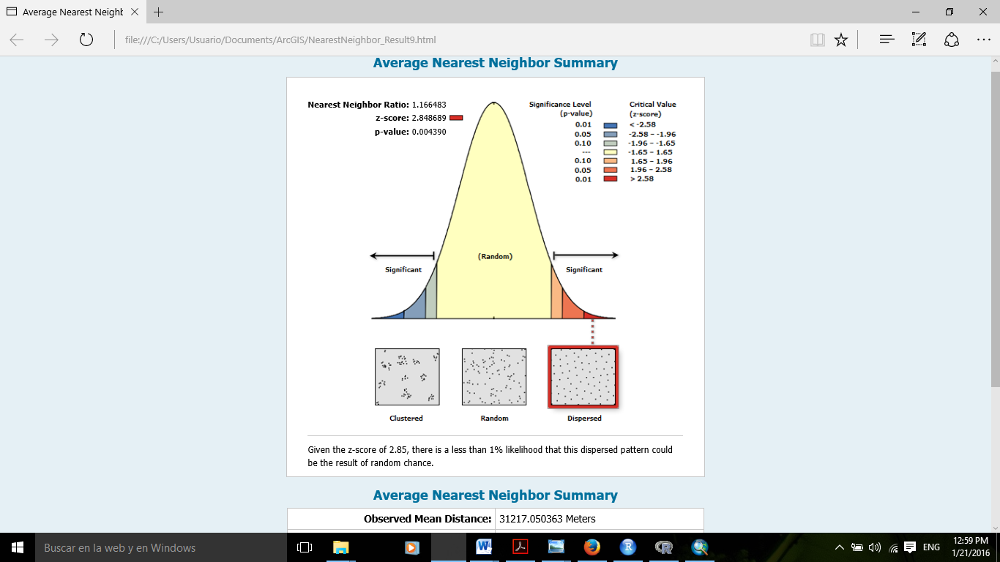 Average Nearest Neighb
file:///C:/Users/Usuario/Documents/ArcGIS/NearestNeighbor_Result9.html
Average Nearest Neighbor Summary
Nearest Neighbor Ratio: 1.166483
z-score: 2.848689
p-value: 0.004390
Significance Level
(p-value)
Critical Value
(z-score)
0.01 < -2.58
0.05 -2.58 – -1.96
0.10 -1.96 – -1.65
--- -1.65 – 1.65
0.10 1.65 – 1.96
0.05 1.96 – 2.58
0.01 > 2.58
(Random)
Significant
Significant
Clustered
Random
Dispersed
Given the z-score of 2.85, there is a less than 1% likelihood that this dispersed pattern could
be the result of random chance.
Average Nearest Neighbor Summary
Observed Mean Distance: 31217.050363 Meters
Buscar en la web y en Windows
ENG
12:59 PM
1/21/2016